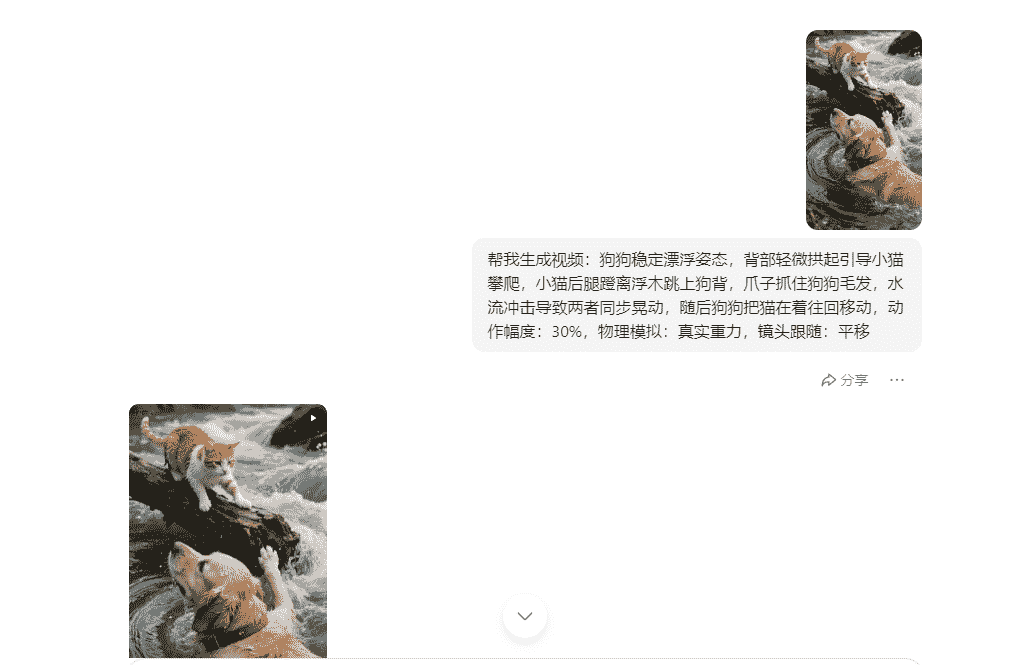 帮我生成视频：狗狗稳定漂浮姿态，背部轻微拱起引导小猫
攀爬，小猫后腿蹬离浮木跳上狗背，爪子抓住狗狗毛发，水
流冲击导致两者同步晃动，随后狗狗把猫在着往回移动，动
作幅度：30%，物理模拟：真实重力，镜头跟随：平移
分享